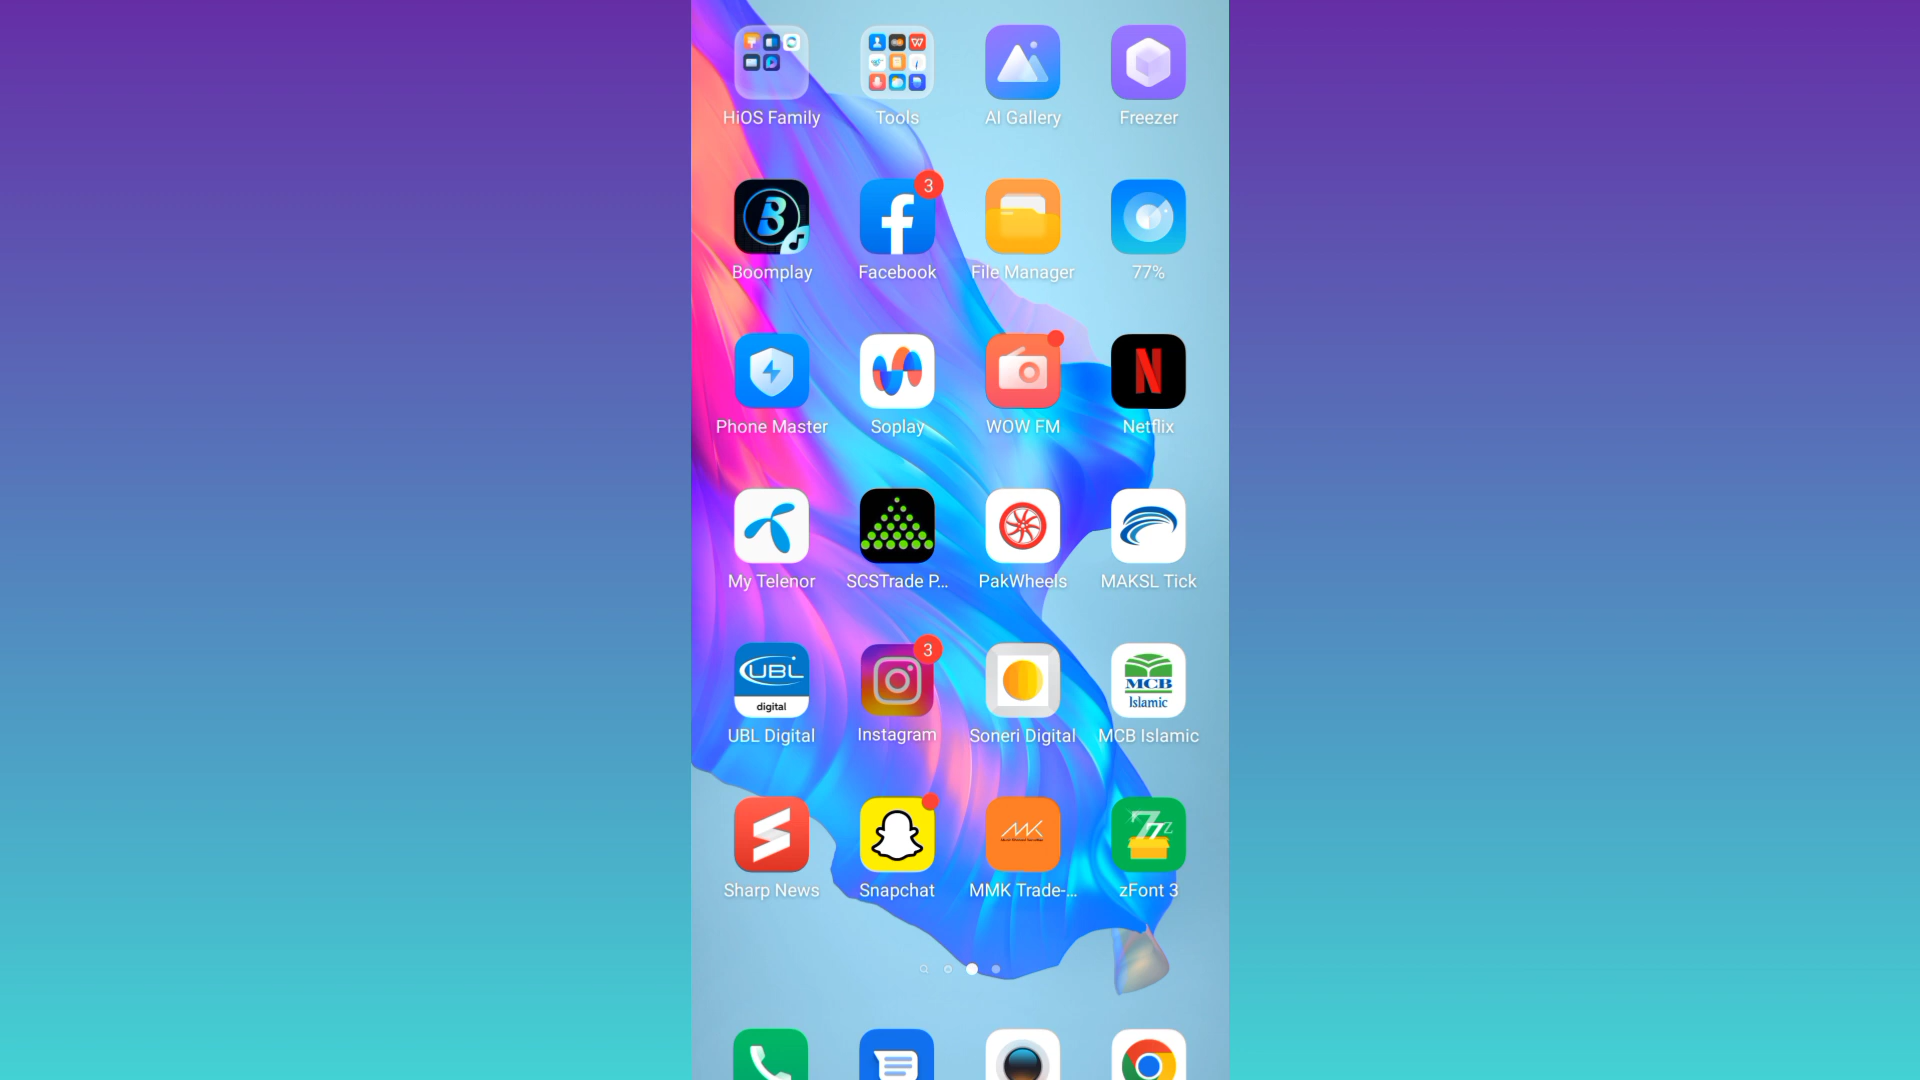 HiOS Family Tools AI Gallery Freezer
3
Boomplay Facebook File Manager 77%
Phone Master Soplay WOW FM Netflix
My Telenor SCSTrade P... PakWheels MAKSL Tick
UBL
digital
3
MCB
Islamic
UBL Digital Instagram Soneri Digital MCB Islamic
MK
Sharp News Snapchat MMK Trade-... zFont 3